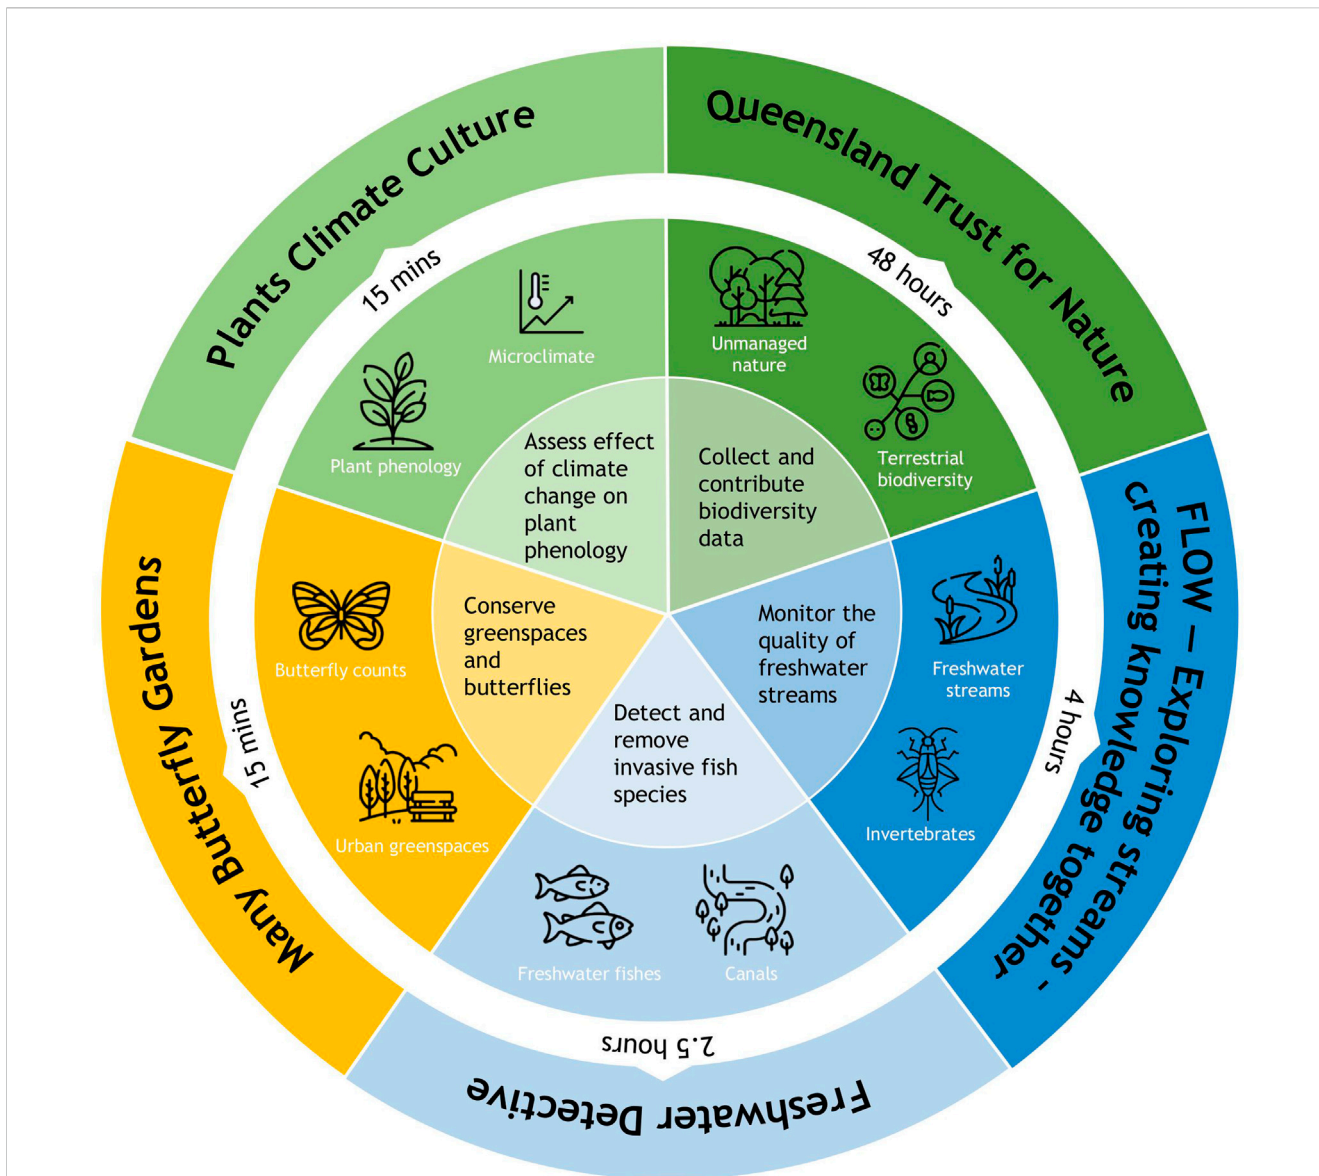 Plants Climate Culture
15 mins
Microclimate
Plant phenology
Assess effect
of climate
change on
plant
phenology
Queensland Trust for Nature
48 hours
Unmanaged
nature
Terrestrial
biodiversity
Collect and
contribute
biodiversity
data
FLOW – Exploring streams -
creating knowledge together
4 hours
Freshwater
streams
Invertebrates
Monitor the
quality of
freshwater
streams
Freshwater Detective
2.5 hours
Freshwater fishes
Canals
Detect and
remove
invasive fish
species
Many Butterfly Gardens
15 mins
Butterfly counts
Urban greenspaces
Conserve
greenspaces
and
butterflies